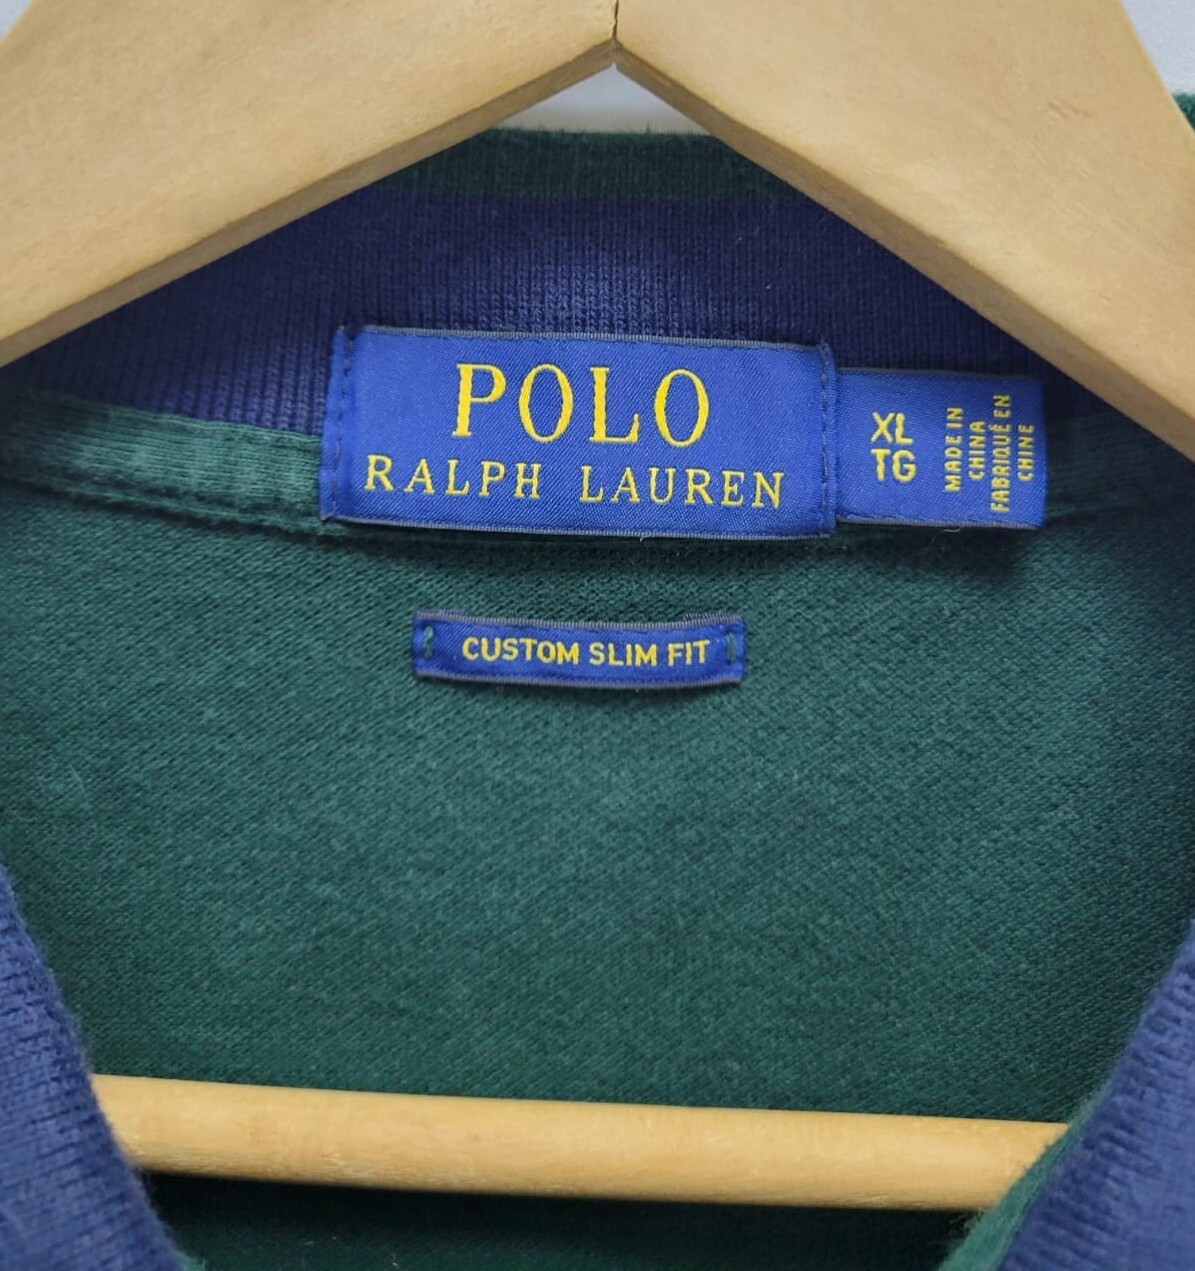 POLO
RALPH LAUREN
XL
TG
MADE IN
CHINA
FABRIQUÉ EN
CHINE
CUSTOM SLIM FIT